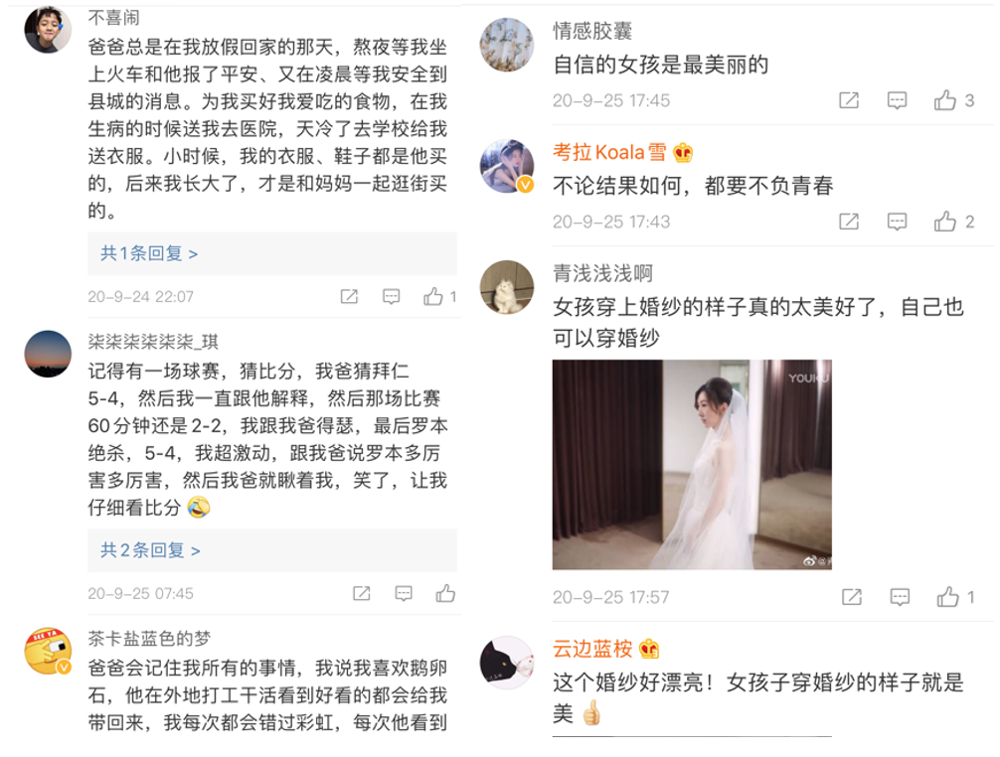 不喜闹
爸爸总是在我放假回家的那天，熬夜等我坐
上火车和他报了平安、又在凌晨等我安全到
县城的消息。为我买好我爱吃的食物，在我
生病的时候送我去医院，天冷了去学校给我
送衣服。小时候，我的衣服、鞋子都是他买
的，后来我长大了，才是和妈妈一起逛街买
的。
共1条回复 >
20-9-24 22:07
1
柒柒柒柒柒柒_琪
记得有一场球赛，猜比分，我爸猜拜仁
5-4，然后我一直跟他解释，然后那场比赛
60分钟还是2-2，我跟我爸得瑟，最后罗本
绝杀，5-4，我超激动，跟我爸说罗本多厉
害多厉害，然后我爸就瞅着我，笑了，让我
仔细看比分
共2条回复 >
20-9-25 07:45
SEE YA
茶卡盐蓝色的梦
爸爸会记住我所有的事情，我说我喜欢鹅卵
石，他在外地打工干活看到好看的都会给我
带回来，我每次都会错过彩虹，每次他看到
情感胶囊
自信的女孩是最美丽的
20-9-25 17:45
3
考拉Koala雪
不论结果如何，都要不负青春
20-9-25 17:43
2
青浅浅浅啊
女孩穿上婚纱的样子真的太美好了，自己也
可以穿婚纱
YOUKU
20-9-25 17:57
1
云边蓝桉
这个婚纱好漂亮！女孩子穿婚纱的样子就是
美